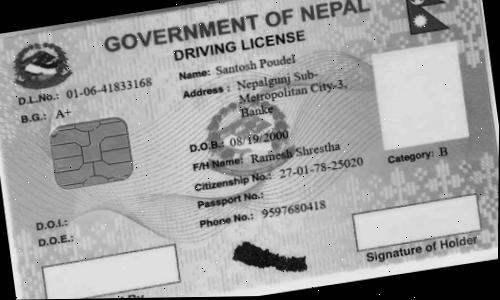 GOVERNMENT OF NEPAL
DRIVING LICENSE
D.L.No.: 01-06-41833168
B.G.: A+
Name: Santosh Poudel
Address : Nepalgunj Sub-
Metropolitan City-3,
Banke
D.O.B.: 08/19/2000
F/H Name: Ramesh Shrestha
Citizenship No.: 27-01-78-25020
Passport No.:
Phone No.: 9597680418
Category: B
D.O.I.:
D.O.E.:
Signature of Holder
By